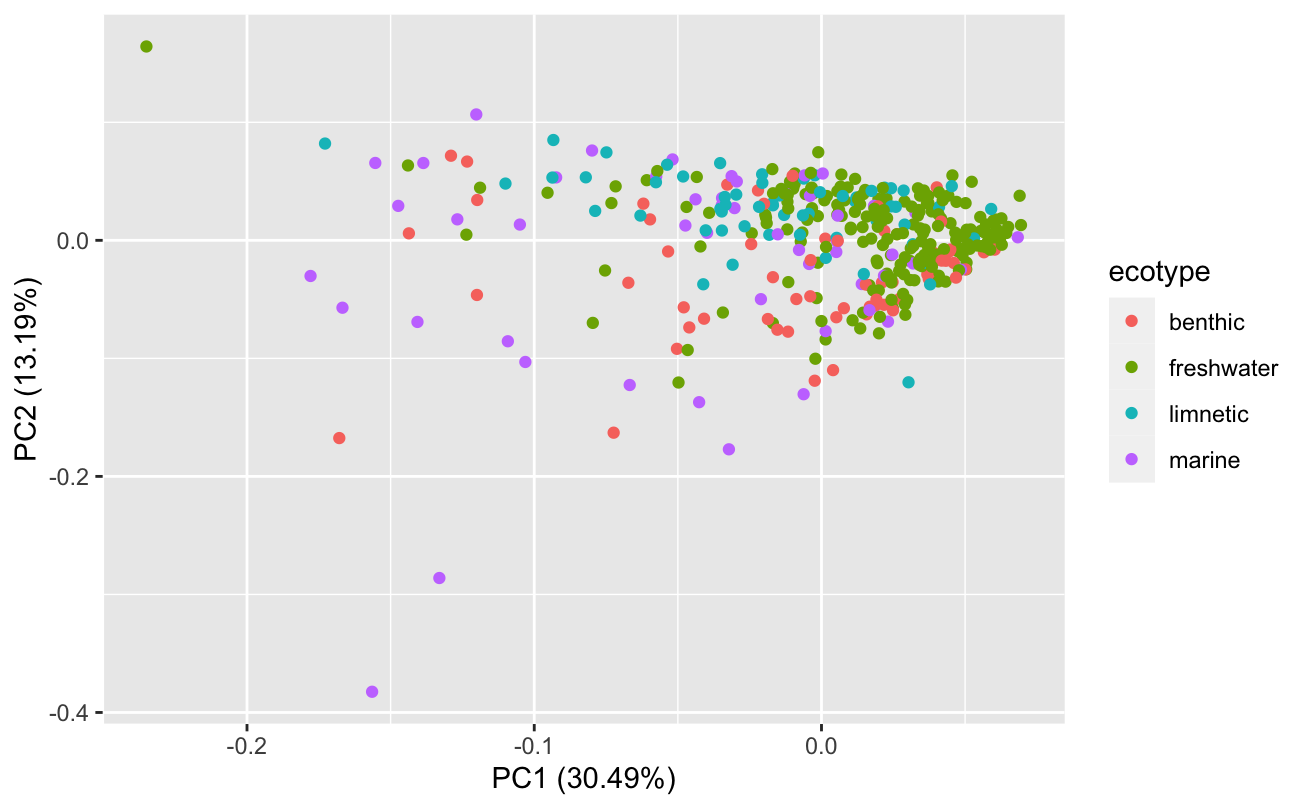 0.0
-0.2
-0.4
PC2 (13.19%)
-0.2
-0.1
0.0
PC1 (30.49%)
ecotype
benthic
freshwater
limnetic
marine